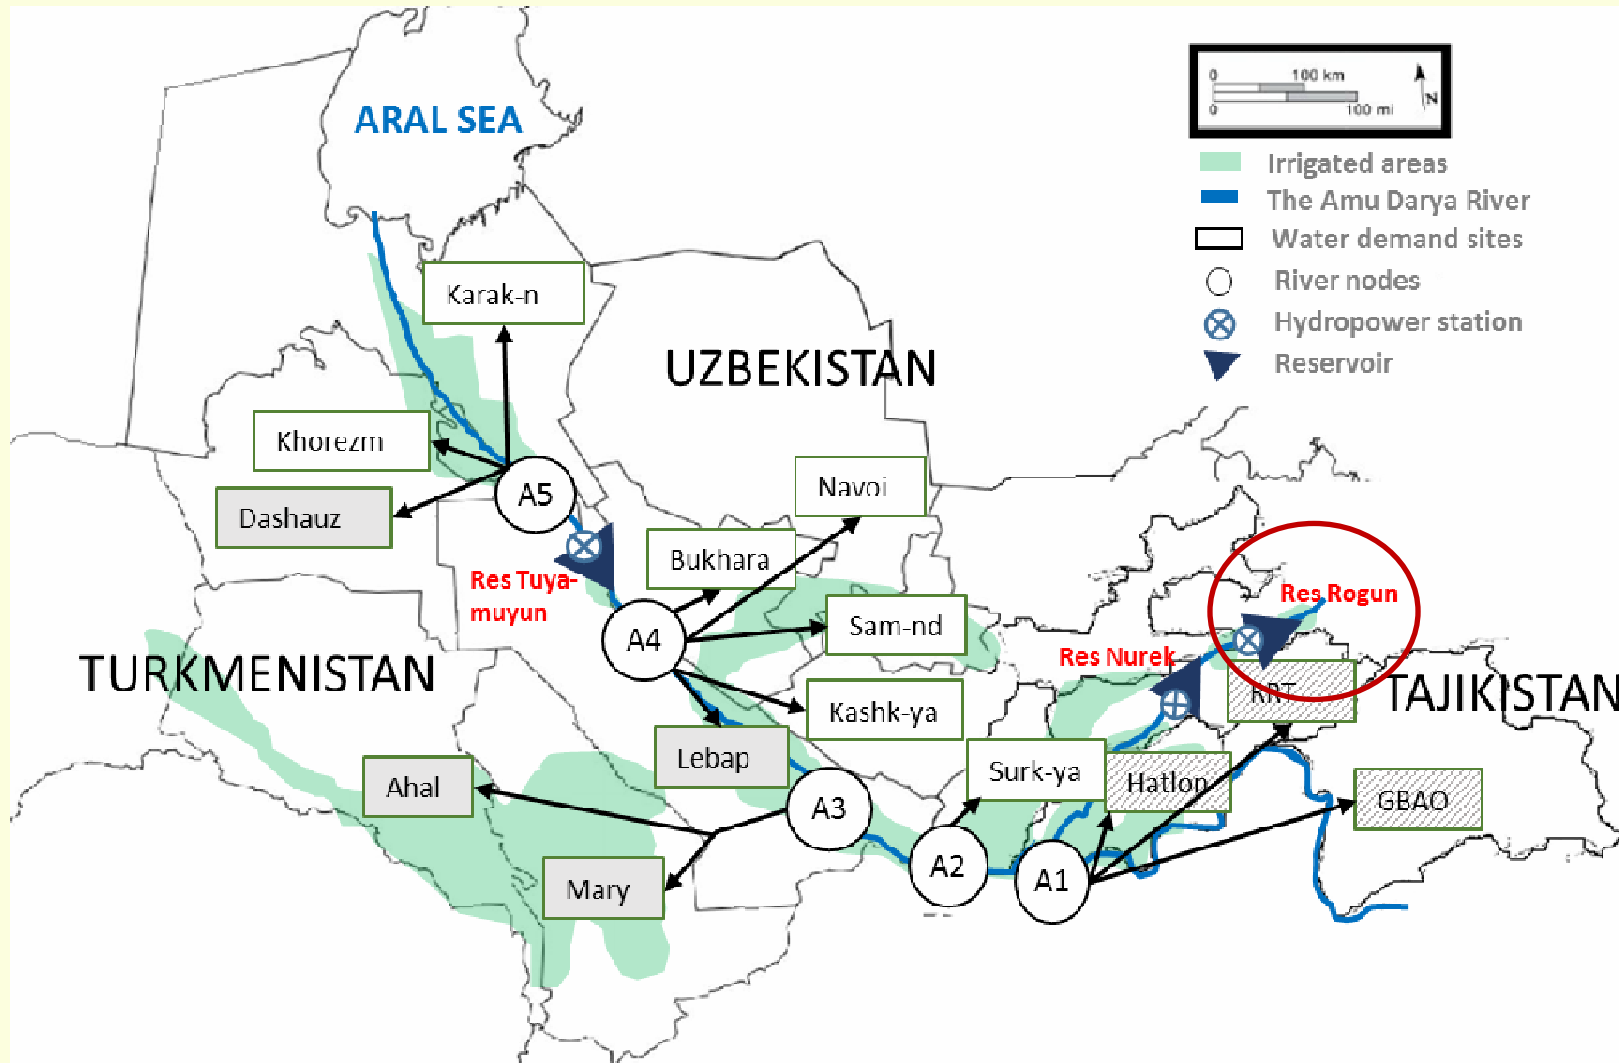 ARAL SEA
0 100 km
0 100 mi
N
Irrigated areas
The Amu Darya River
Water demand sites
River nodes
Hydropower station
Reservoir
Karak-n
UZBEKISTAN
Khorezm
Dashauz
A5
Navoi
Res Tuya-
muyun
Bukhara
A4
Sam-nd
Res Rogun
Res Nurek
TURKMENISTAN
RRT
TAJIKISTAN
Kashk-ya
Lebap
Ahal
Surk-ya
Hatlon
GBAO
A3
A2
A1
Mary